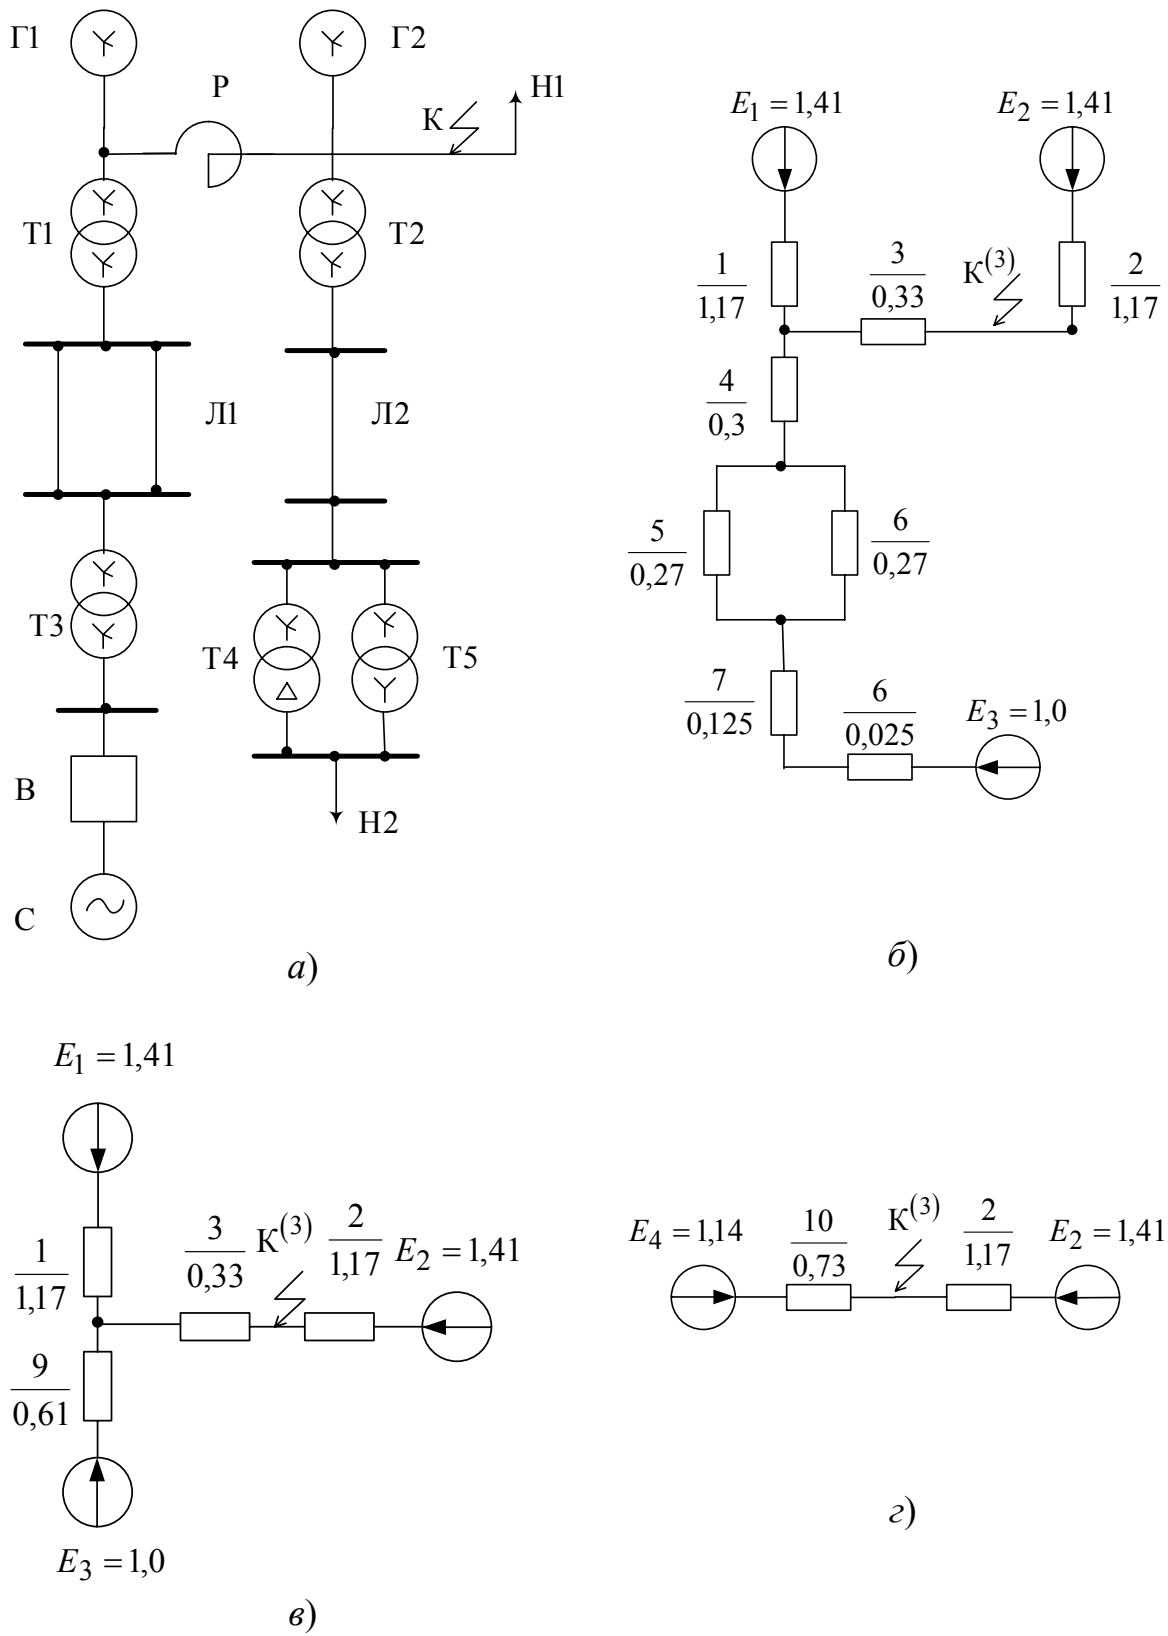 Г1
Г2
Р
К
Н1
Т1
Т2
Л1
Л2
Т3
Т4
Т5
В
Н2
С
а)
E1 = 1,41
E2 = 1,41
1
1,17
3
0,33
К(3)
2
1,17
4
0,3
5
0,27
6
0,27
7
0,125
6
0,025
E3 = 1,0
б)
E1 = 1,41
1
1,17
3
0,33
К(3)
2
1,17
E2 = 1,41
9
0,61
E3 = 1,0
в)
E4 = 1,14
10
0,73
К(3)
2
1,17
E2 = 1,41
г)